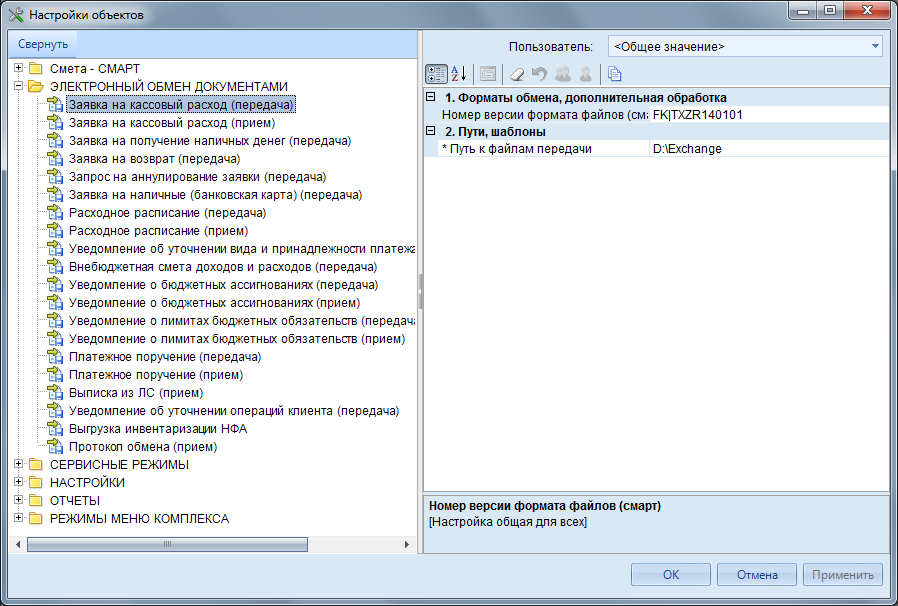 Настройки объектов
Свернуть
Смета - СМАРТ
ЭЛЕКТРОННЫЙ ОБМЕН ДОКУМЕНТАМИ
Заявка на кассовый расход (передача)
Заявка на кассовый расход (прием)
Заявка на получение наличных денег (передача)
Заявка на возврат (передача)
Запрос на аннулирование заявки (передача)
Заявка на наличные (банковская карта) (передача)
Расходное расписание (передача)
Расходное расписание (прием)
Уведомление об уточнении вида и принадлежности платежа
Внебюджетная смета доходов и расходов (передача)
Уведомление о бюджетных ассигнованиях (передача)
Уведомление о бюджетных ассигнованиях (прием)
Уведомление о лимитах бюджетных обязательств (передача
Уведомление о лимитах бюджетных обязательств (прием)
Платежное поручение (передача)
Платежное поручение (прием)
Выписка из ЛС (прием)
Уведомление об уточнении операций клиента (передача)
Выгрузка инвентаризации НФА
Протокол обмена (прием)
СЕРВИСНЫЕ РЕЖИМЫ
НАСТРОЙКИ
ОТЧЕТЫ
РЕЖИМЫ МЕНЮ КОМПЛЕКСА
Пользователь: <Общее значение>
1. Форматы обмена, дополнительная обработка
Номер версии формата файлов (сма FK|TXZR140101
2. Пути, шаблоны
* Путь к файлам передачи D:\Exchange
Номер версии формата файлов (смарт)
[Настройка общая для всех]
ОК Отмена Применить